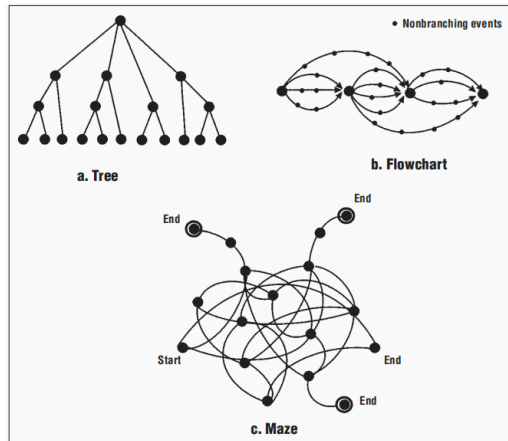 Nonbranching events
a. Tree
b. Flowchart
End
End
Start
End
End
c. Maze